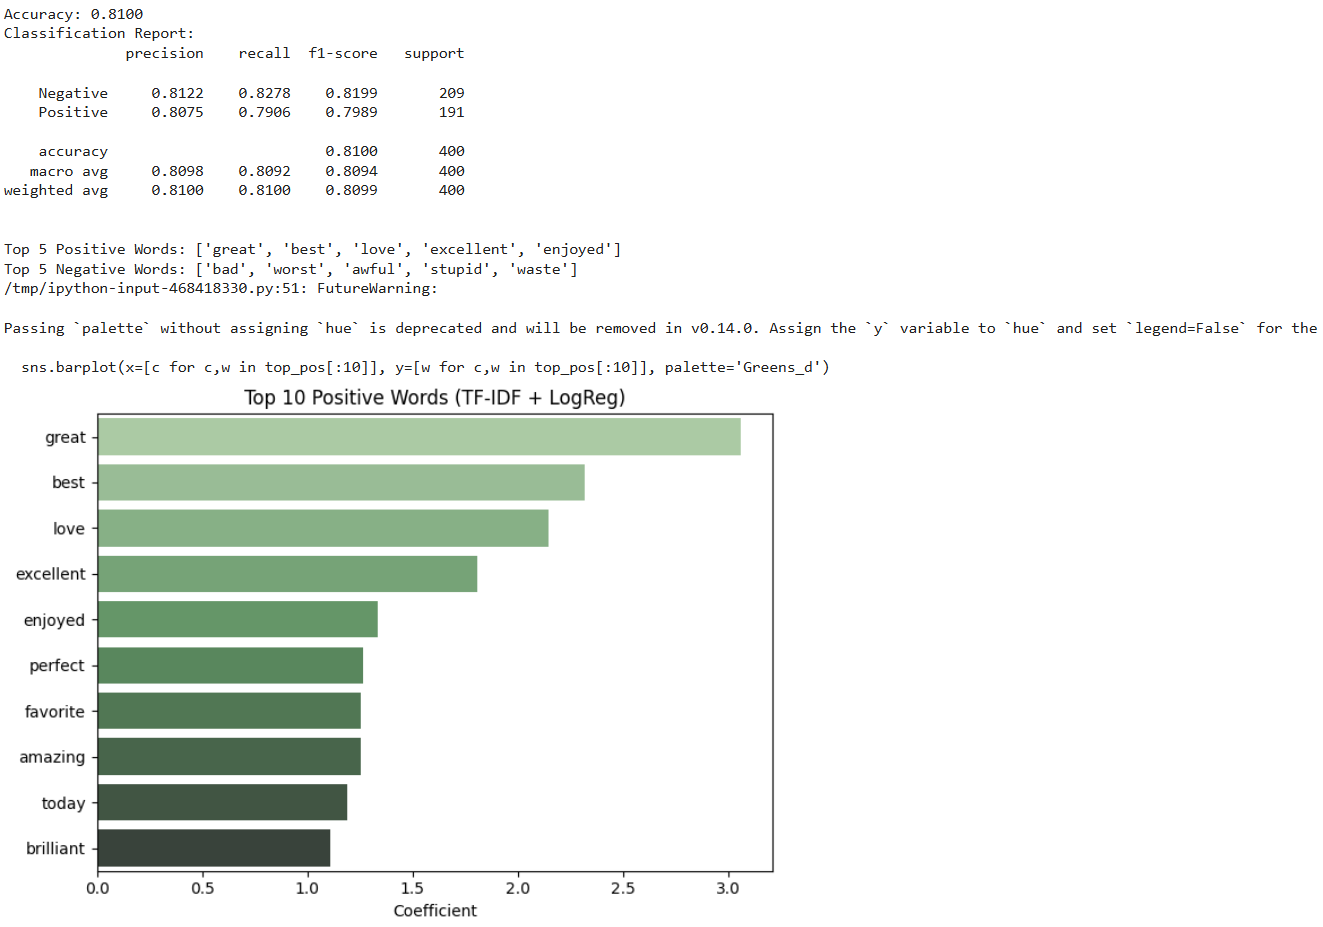 Accuracy: 0.8100
Classification Report:
precision recall f1-score support
Negative 0.8122 0.8278 0.8199 209
Positive 0.8075 0.7906 0.7989 191
accuracy 0.8100 400
macro avg 0.8098 0.8092 0.8094 400
weighted avg 0.8100 0.8100 0.8099 400
Top 5 Positive Words: ['great', 'best', 'love', 'excellent', 'enjoyed']
Top 5 Negative Words: ['bad', 'worst', 'awful', 'stupid', 'waste']
/tmp/ipython-input-468418330.py:51: FutureWarning:
Passing `palette` without assigning `hue` is deprecated and will be removed in v0.14.0. Assign the `y` variable to `hue` and set `legend=False` for the
sns.barplot(x=[c for c,w in top_pos[:10]], y=[w for c,w in top_pos[:10]], palette='Greens_d')
Top 10 Positive Words (TF-IDF + LogReg)
great
best
love
excellent
enjoyed
perfect
favorite
amazing
today
brilliant
0.0 0.5 1.0 1.5 2.0 2.5 3.0
Coefficient